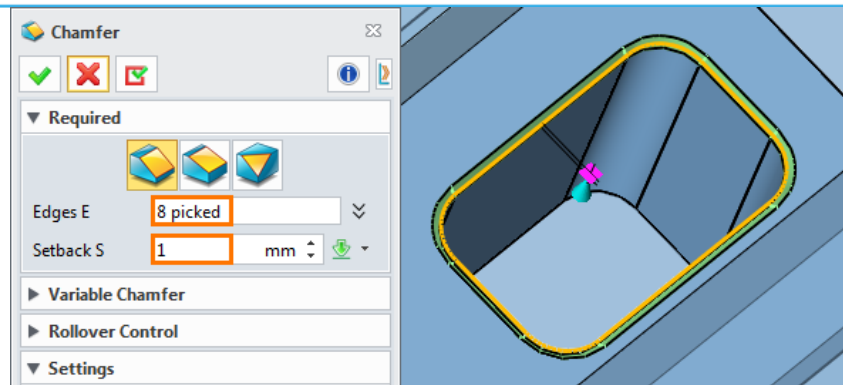 Chamfer
Required
Edges E 8 picked
Setback S 1 mm
Variable Chamfer
Rollover Control
Settings